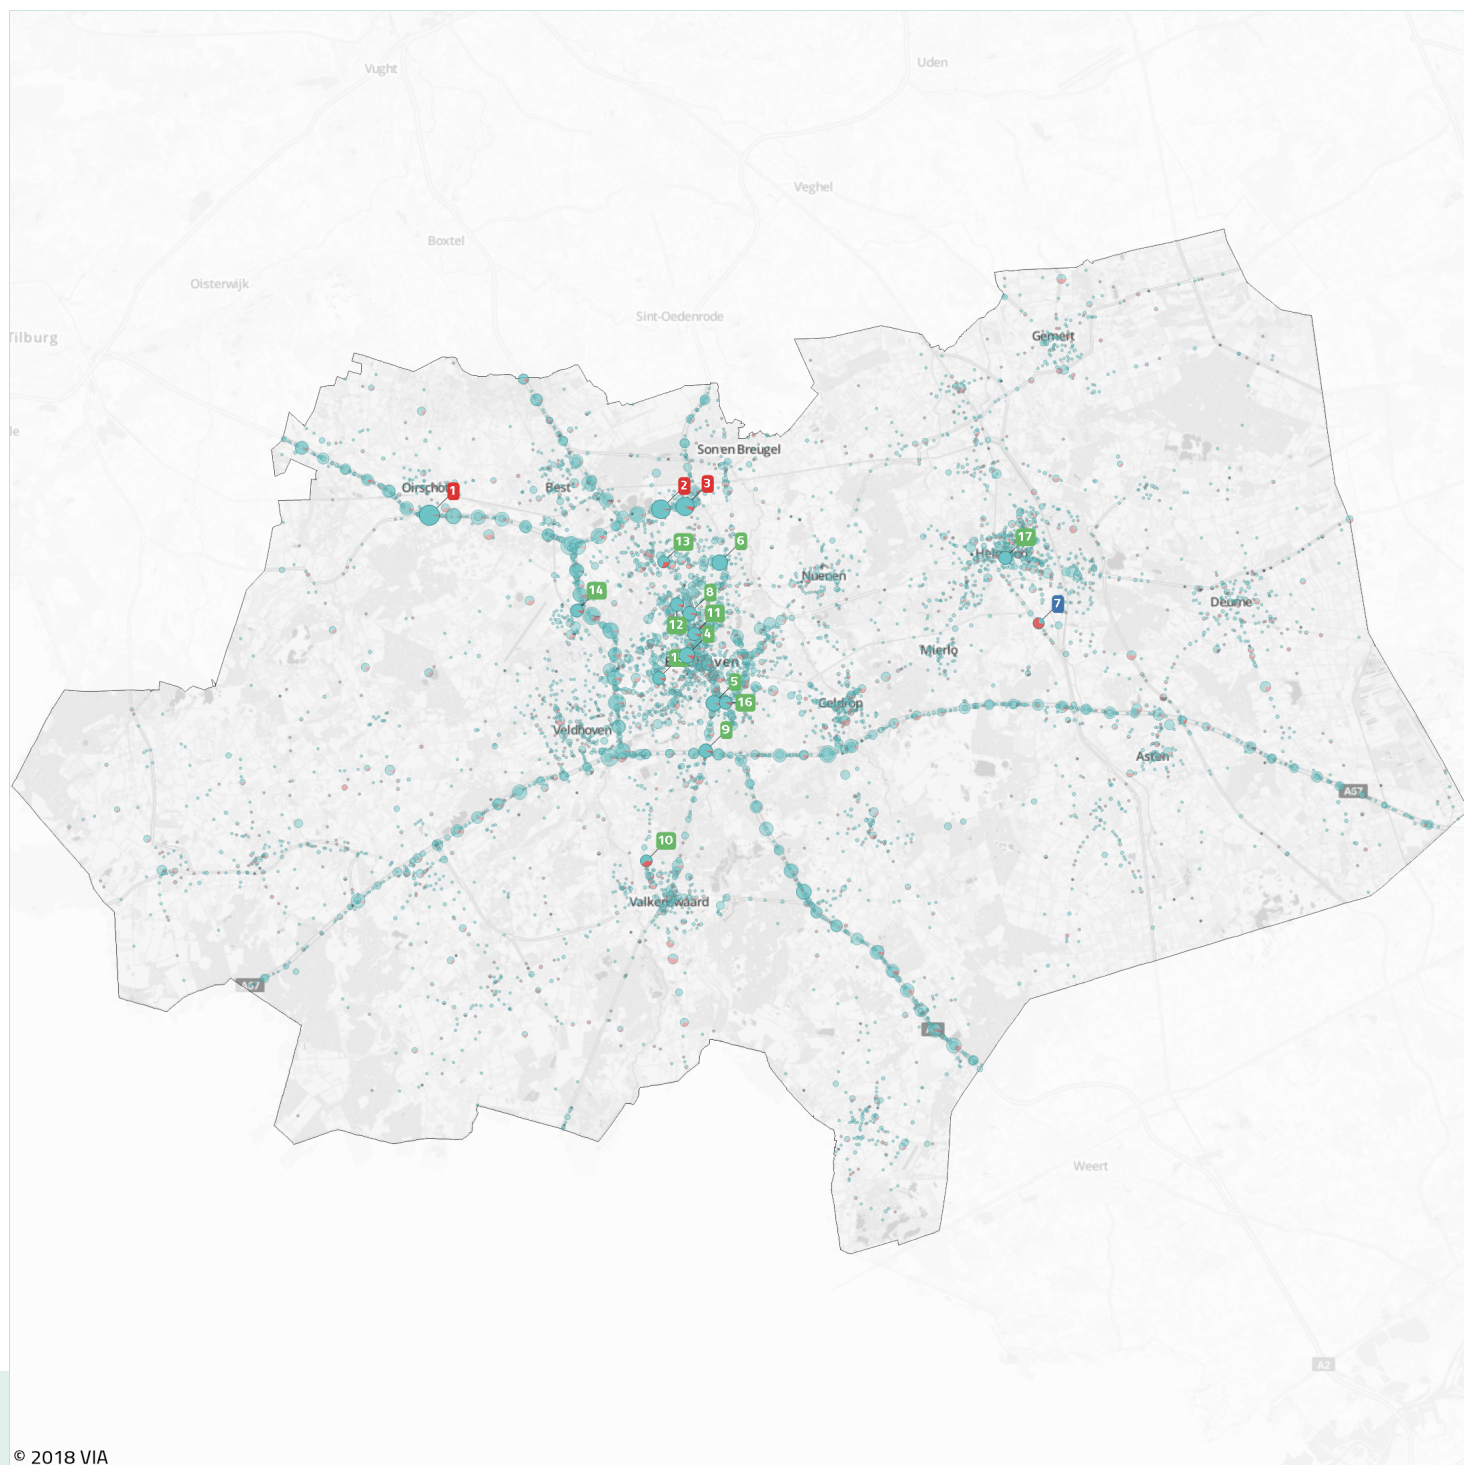 Vught
Uden
Veghel
Boxtel
Oisterwijk
Sint-Oedenrode
Tilburg
Gemert
le
Son en Breugel
Best
1
2
3
13
6
17
Nuenen
14
8
7
Deurne
11
12
4
Mierlo
5
16
Geldrop
9
Veldhoven
Asten
A67
10
Valkenswaard
A67
Weert
A2
© 2018 VIA